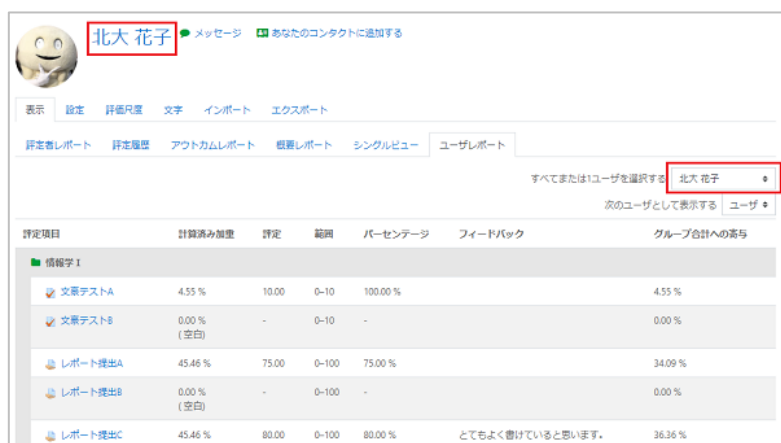 北大 花子 メッセージ あなたのコンタクトに追加する
表示 設定 評価尺度 文字 インポート エクスポート
評定者レポート 評定履歴 アウトカムレポート 概要レポート シングルビュー ユーザレポート
すべてまたは1ユーザを選択する 北大 花子
次のユーザとして表示する ユーザ
評定項目 計算済み加重 評定 範囲 パーセンテージ フィードバック グループ合計への寄与
情報学 I
文章テストA 4.55 % 10.00 0–10 100.00 % 4.55 %
文章テストB 0.00 % - 0–10 - 0.00 %
(空白)
レポート提出A 45.46 % 75.00 0–100 75.00 % 34.09 %
レポート提出B 0.00 % - 0–100 - 0.00 %
(空白)
レポート提出C 45.46 % 80.00 0–100 80.00 % とてもよく書けていると思います。 36.36 %